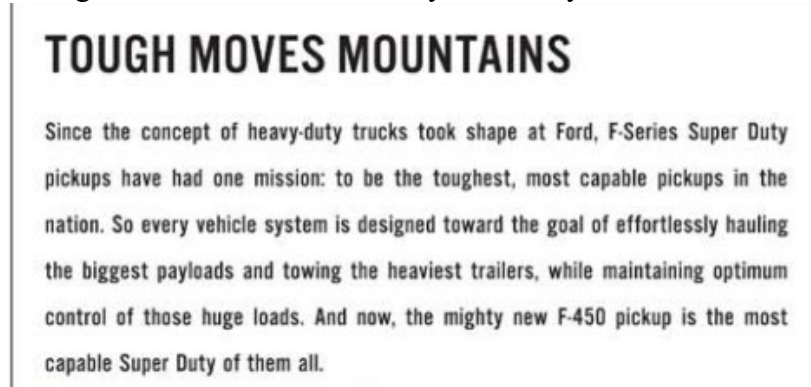 TOUGH MOVES MOUNTAINS
Since the concept of heavy-duty trucks took shape at Ford, F-Series Super Duty
pickups have had one mission: to be the toughest, most capable pickups in the
nation. So every vehicle system is designed toward the goal of effortlessly hauling
the biggest payloads and towing the heaviest trailers, while maintaining optimum
control of those huge loads. And now, the mighty new F-450 pickup is the most
capable Super Duty of them all.